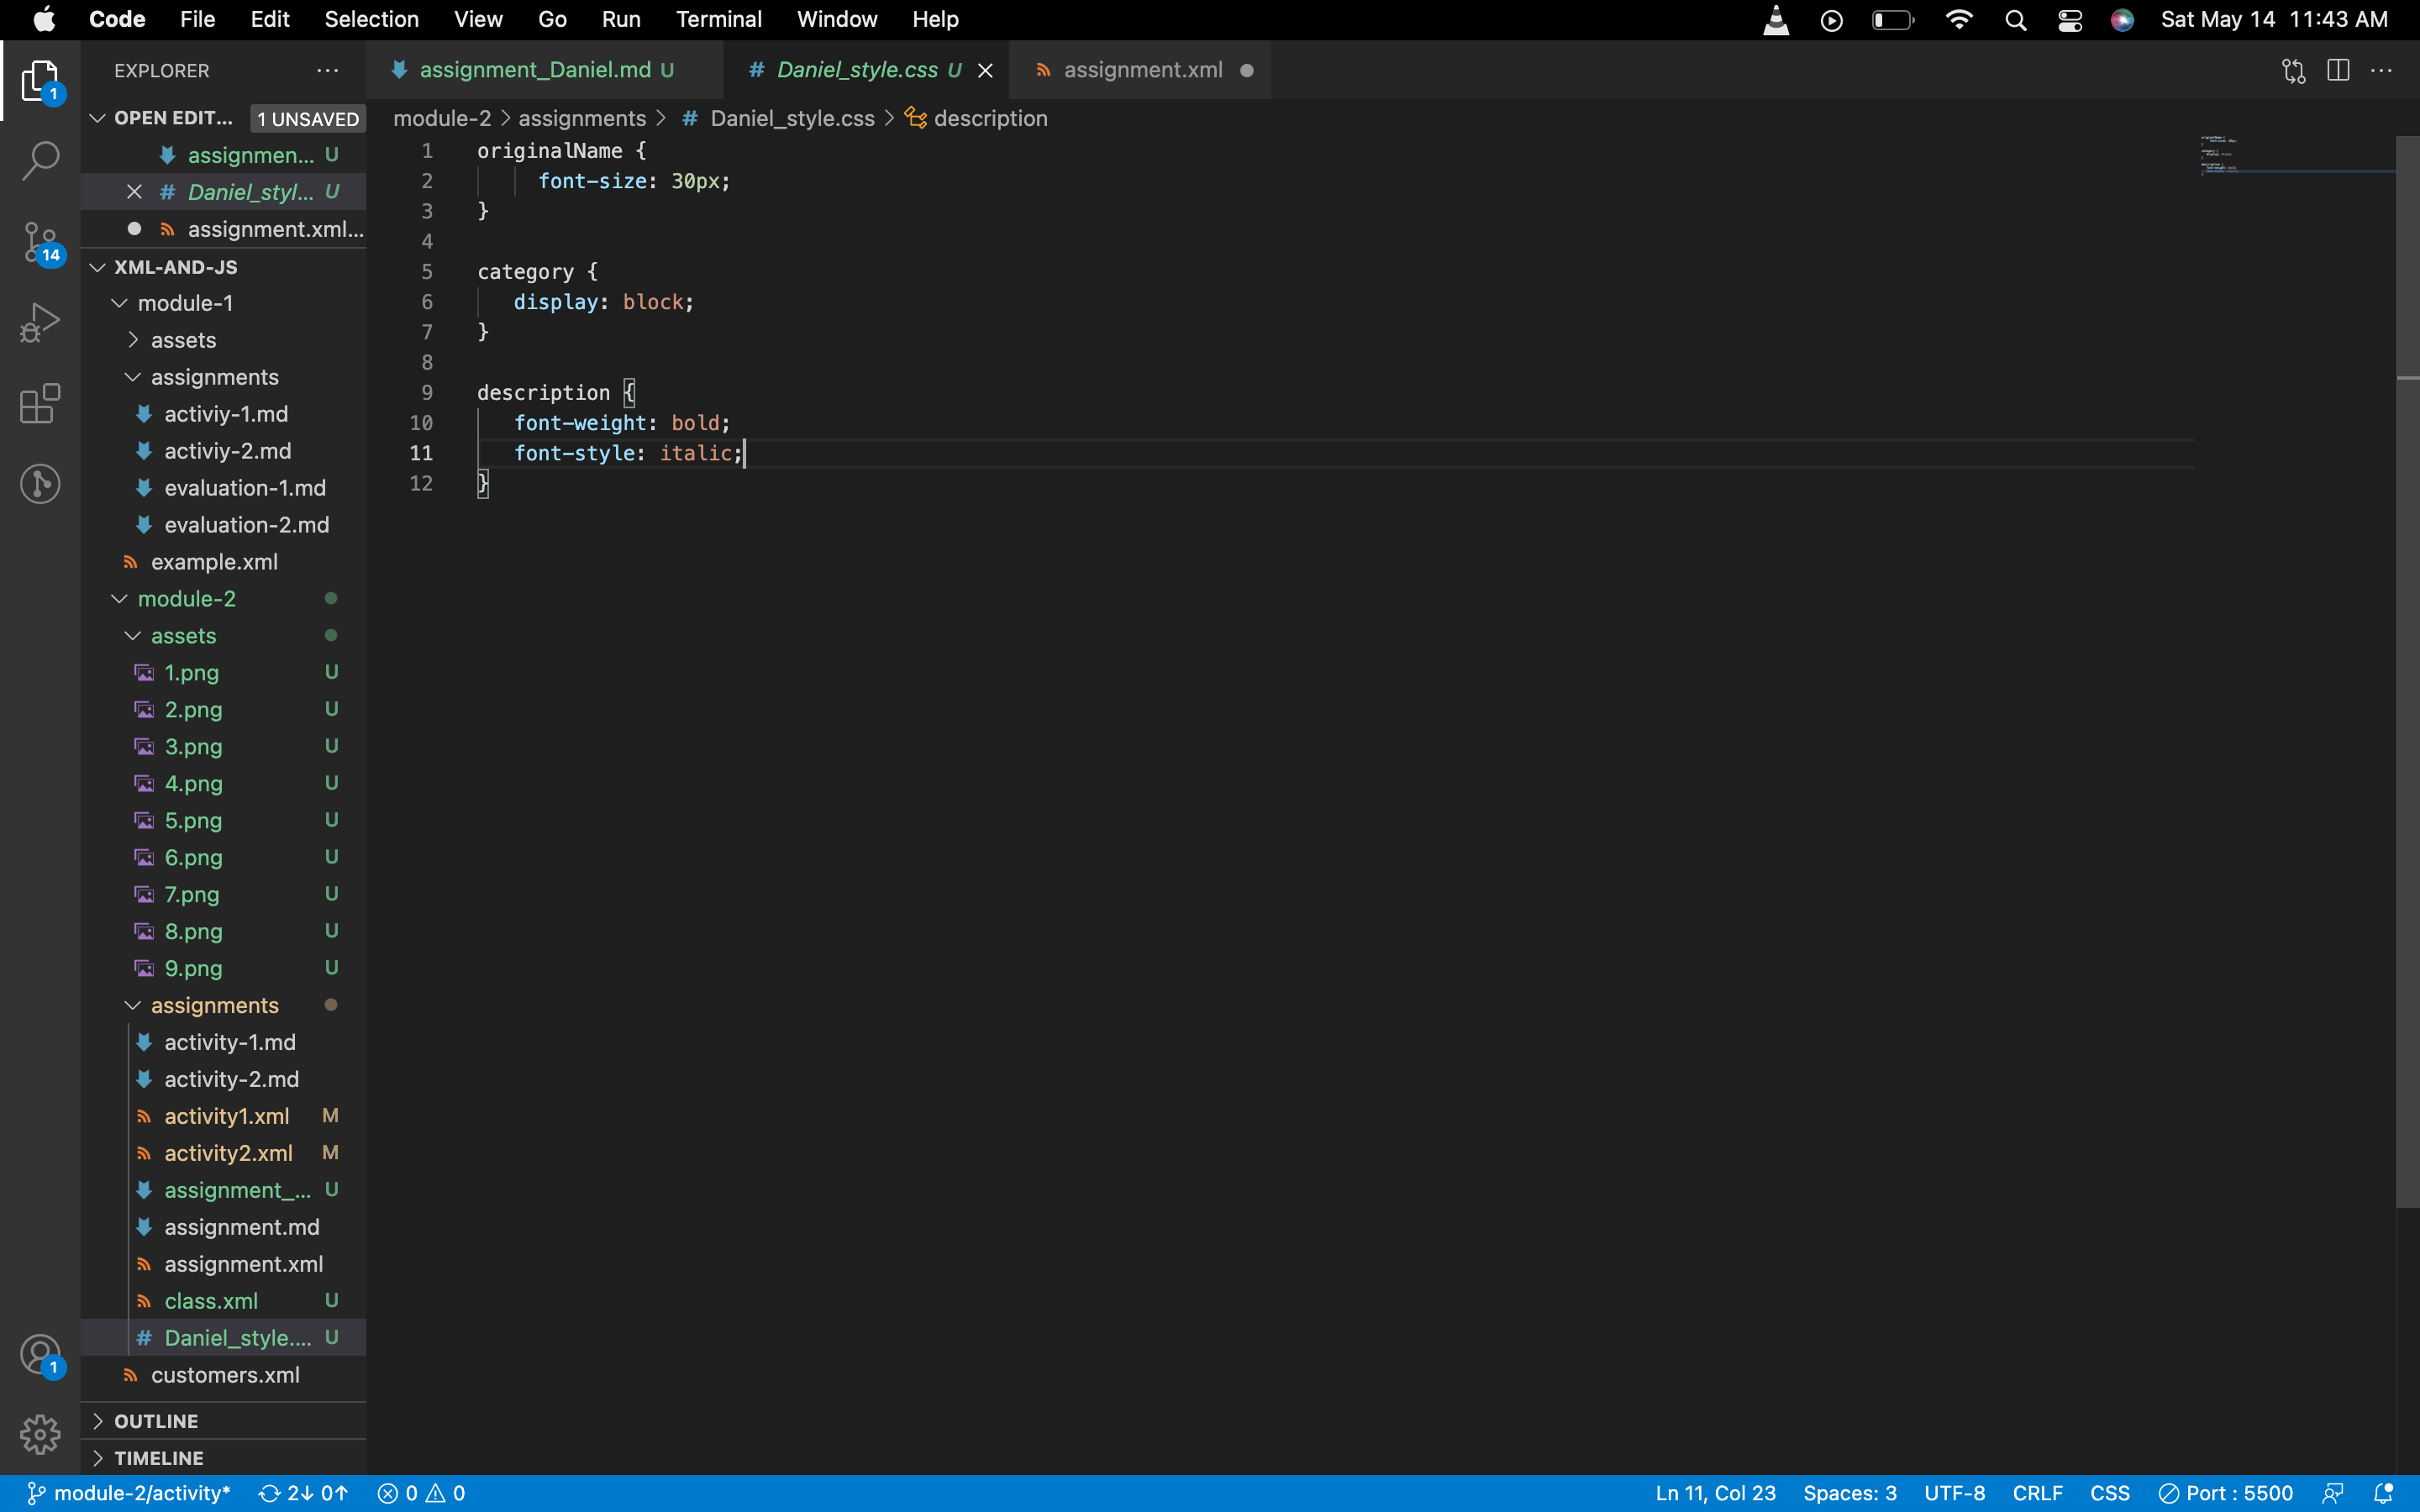 Code File Edit Selection View Go Run Terminal Window Help Sat May 14 11:43 AM
EXPLORER
OPEN EDIT... 1 UNSAVED
assignmen... U
Daniel_styl... U
assignment.xml...
XML-AND-JS
module-1
assets
assignments
activiy-1.md
activiy-2.md
evaluation-1.md
evaluation-2.md
example.xml
module-2
assets
1.png U
2.png U
3.png U
4.png U
5.png U
6.png U
7.png U
8.png U
9.png U
assignments
activity-1.md
activity-2.md
activity1.xml M
activity2.xml M
assignment_... U
assignment.md
assignment.xml
class.xml U
# Daniel_style.... U
customers.xml
OUTLINE
TIMELINE
1
14
1
assignment_Daniel.md U # Daniel_style.css U assignment.xml
module-2 > assignments > # Daniel_style.css > description
1 originalName {
2 font-size: 30px;
3 }
4
5 category {
6 display: block;
7 }
8
9 description {
10 font-weight: bold;
11 font-style: italic;
12 }
module-2/activity* 2↓ 0↑ 0 0 Ln 11, Col 23 Spaces: 3 UTF-8 CRLF CSS Port : 5500